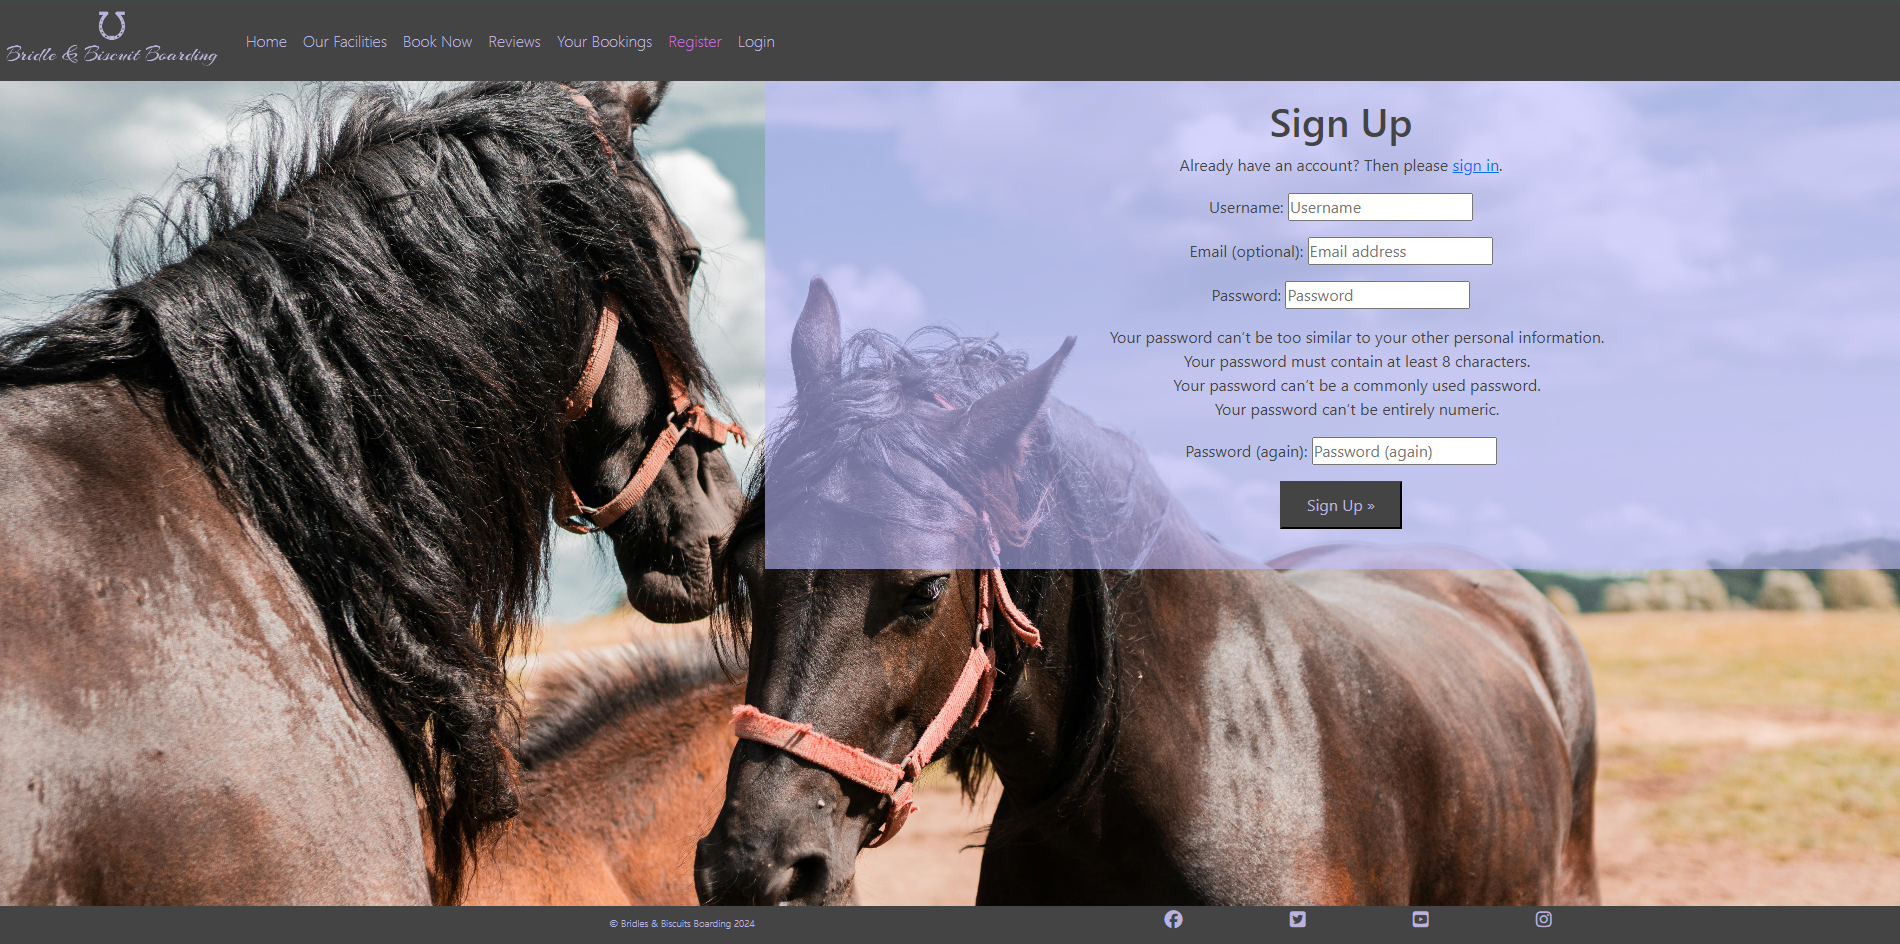 Bridle & Biscuit Boarding
Home Our Facilities Book Now Reviews Your Bookings Register Login
Sign Up
Already have an account? Then please sign in.
Username: Username
Email (optional): Email address
Password: Password
Your password can't be too similar to your other personal information.
Your password must contain at least 8 characters.
Your password can't be a commonly used password.
Your password can't be entirely numeric.
Password (again): Password (again)
Sign Up »
© Bridles & Biscuits Boarding 2024